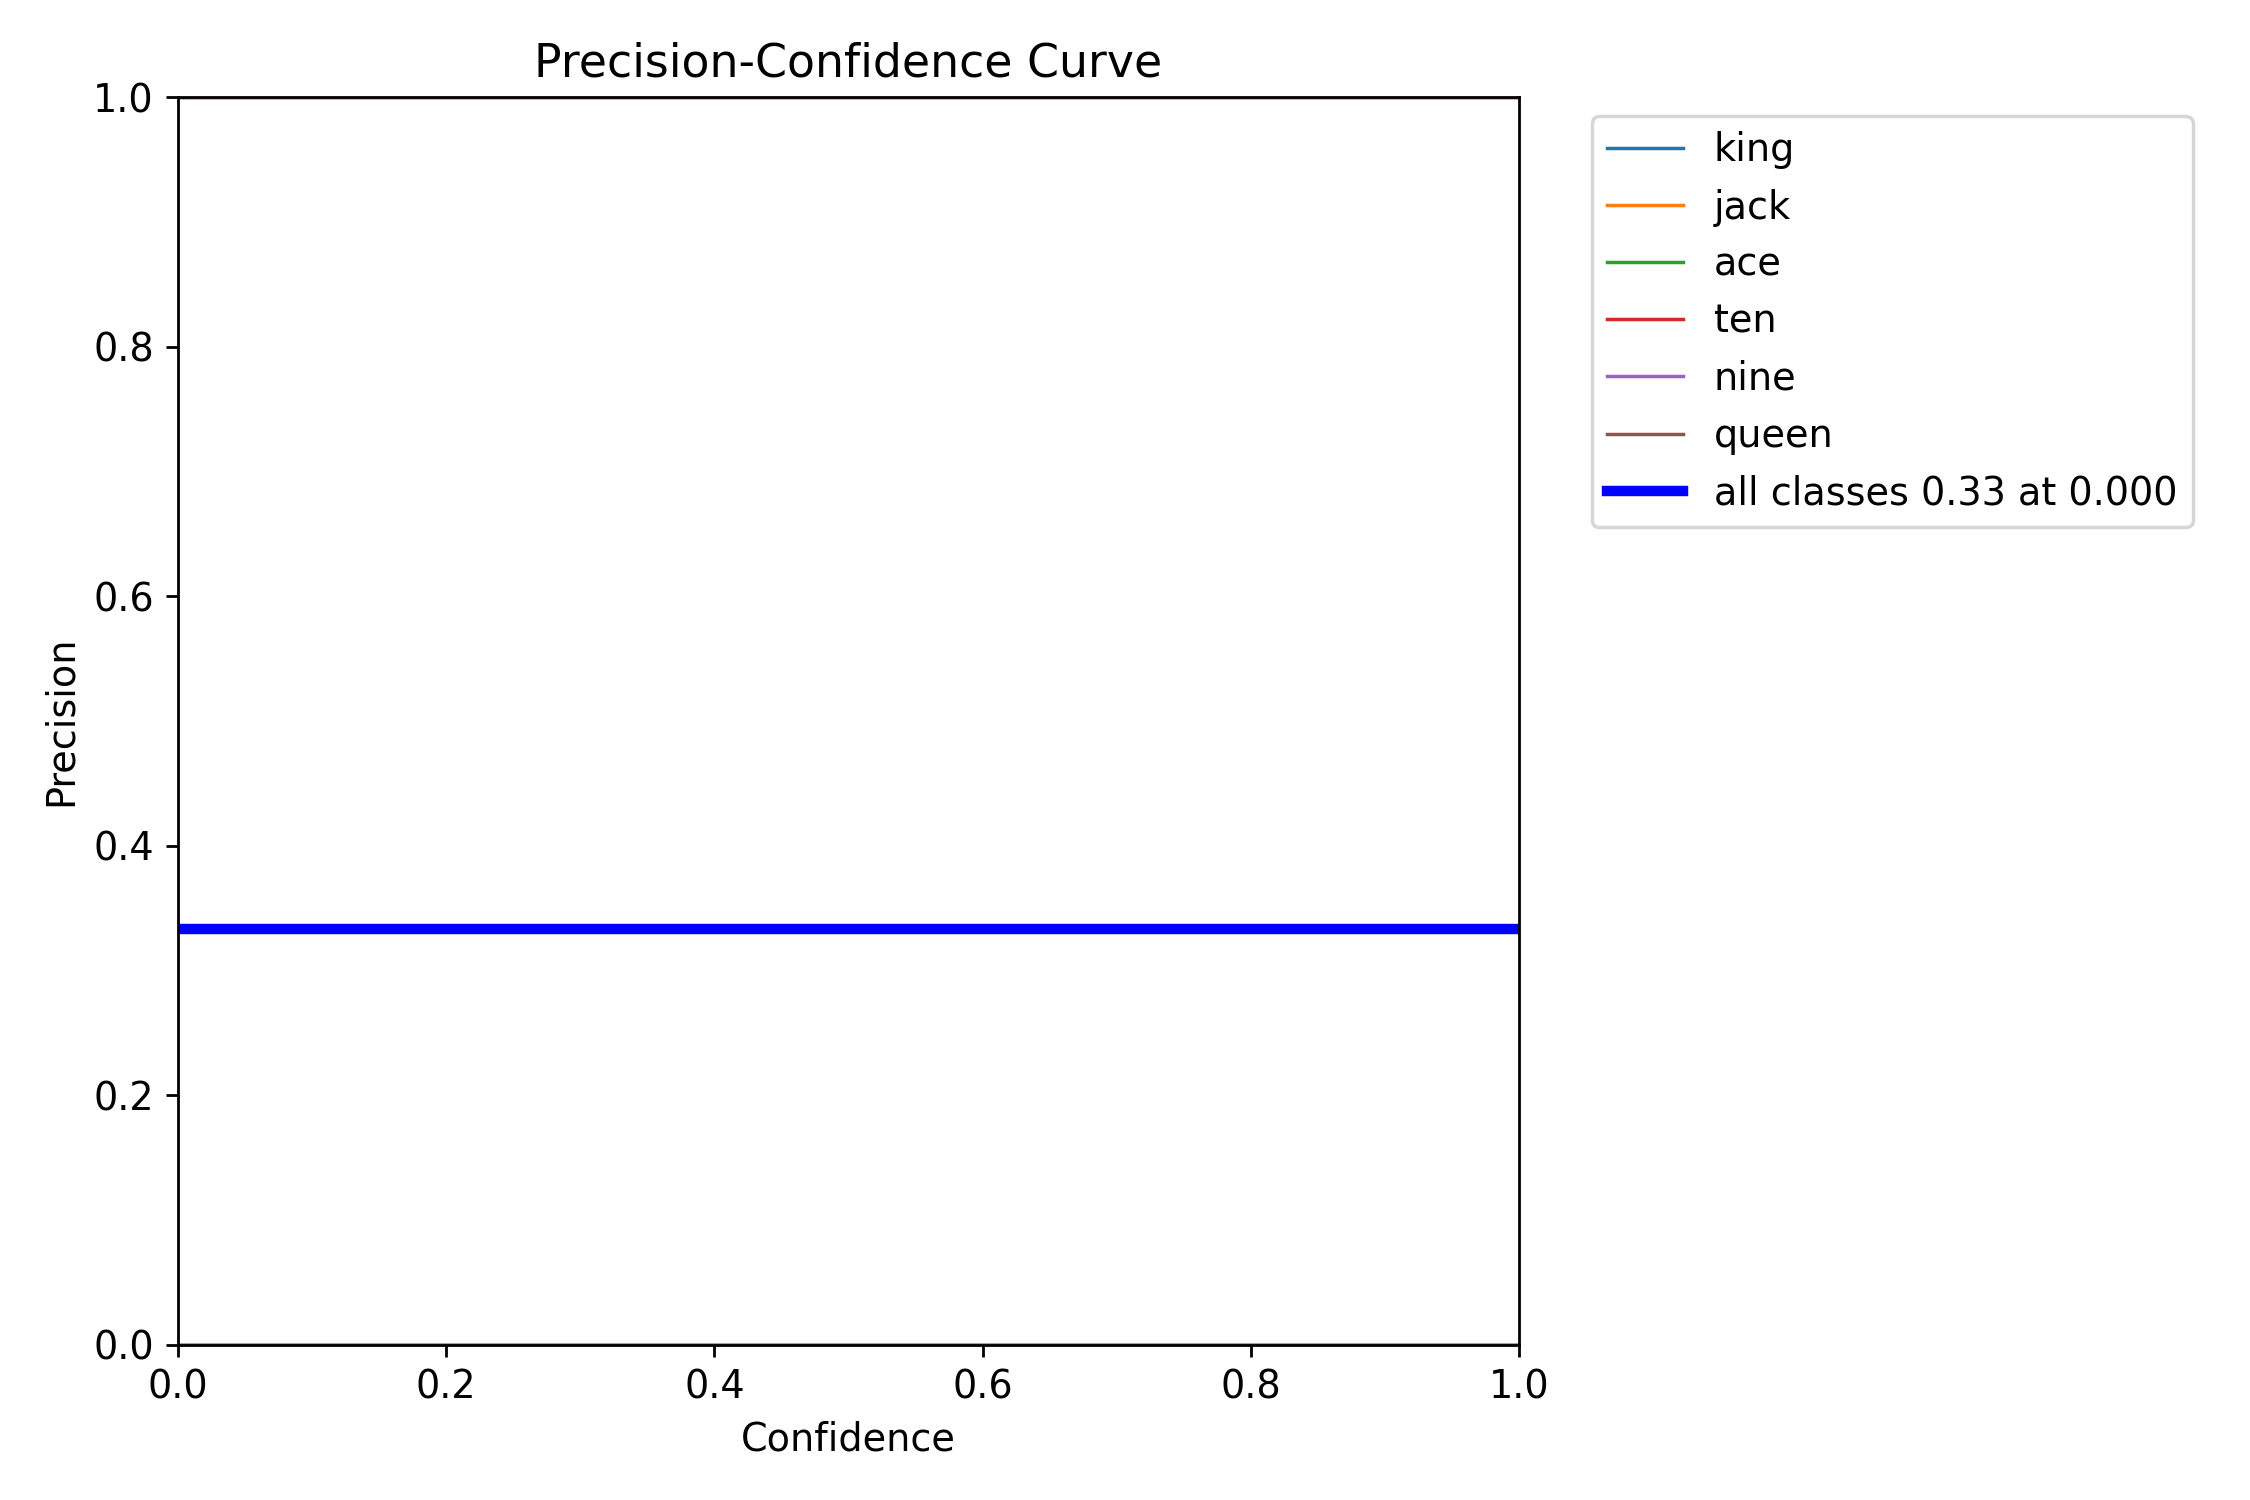 Precision-Confidence Curve
1.0
0.8
0.6
0.4
0.2
0.0
Precision
0.0 0.2 0.4 0.6 0.8 1.0
Confidence
king
jack
ace
ten
nine
queen
all classes 0.33 at 0.000